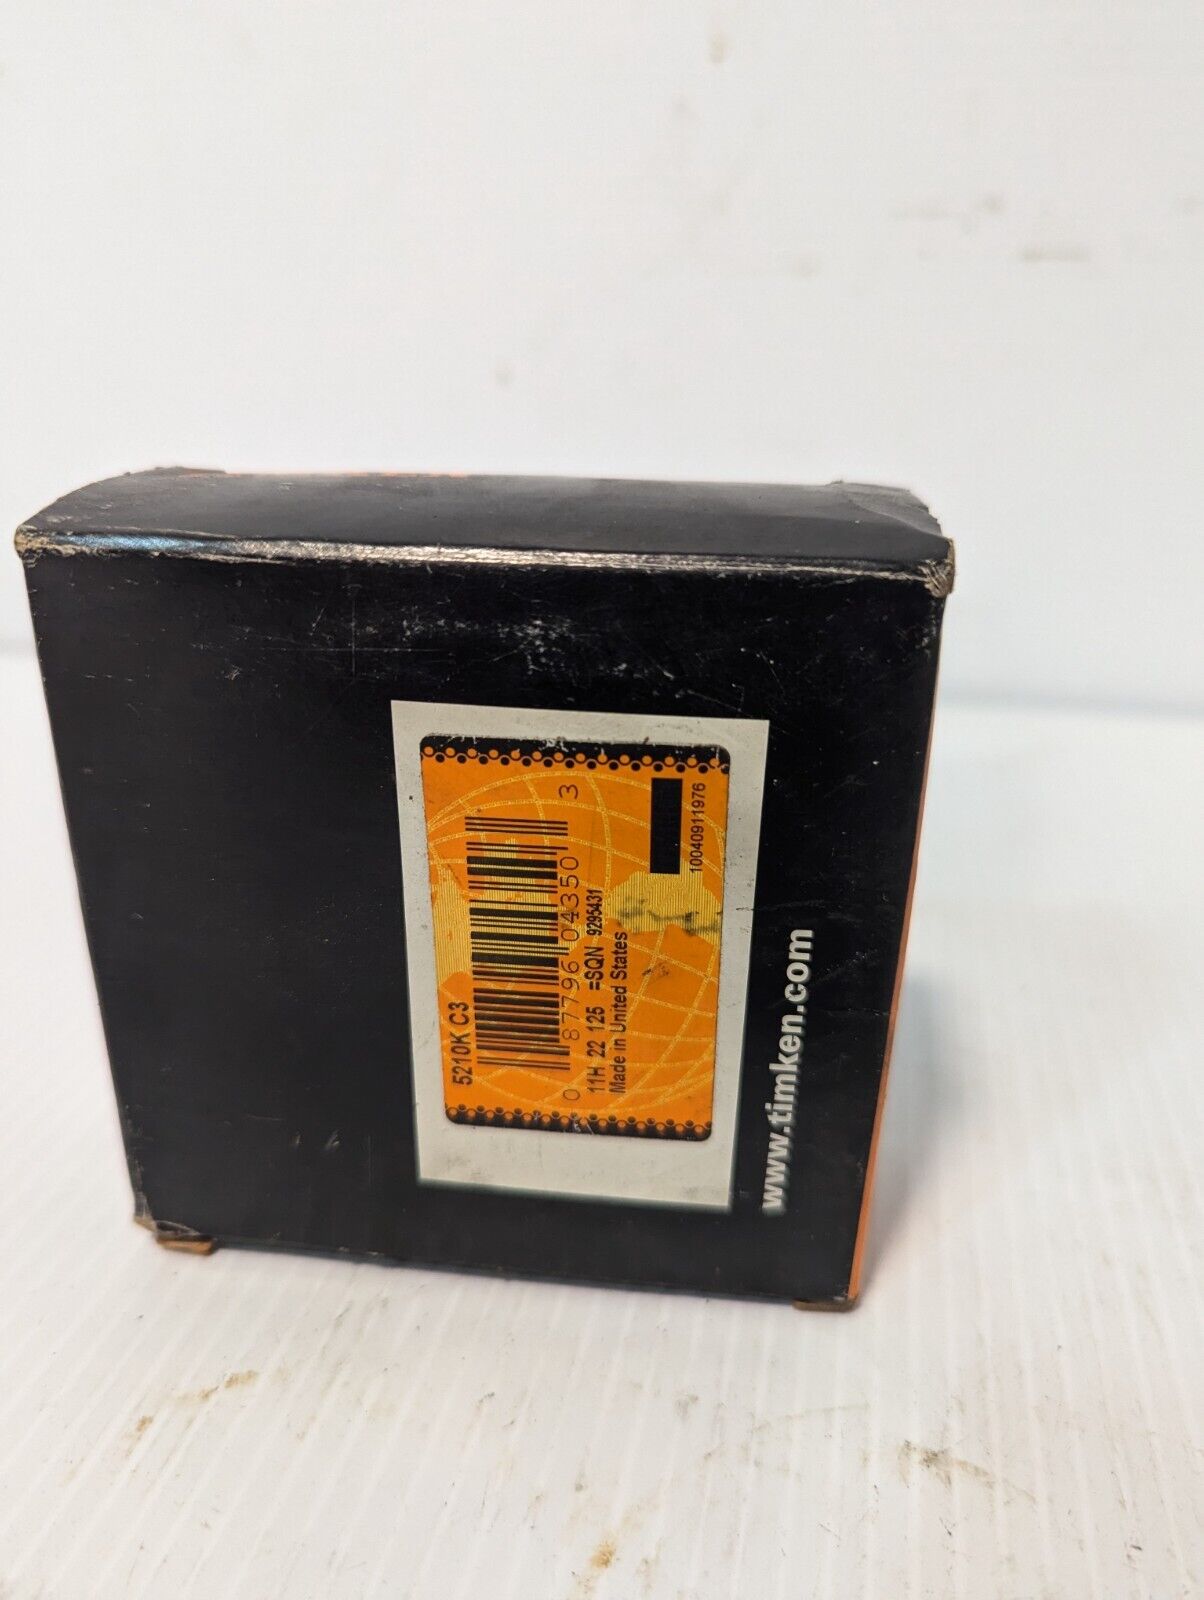 5210K C3
0 87796 04350 3
11H 22 125 =SQN 9295431
Made in United States
10040911976
www.timken.com